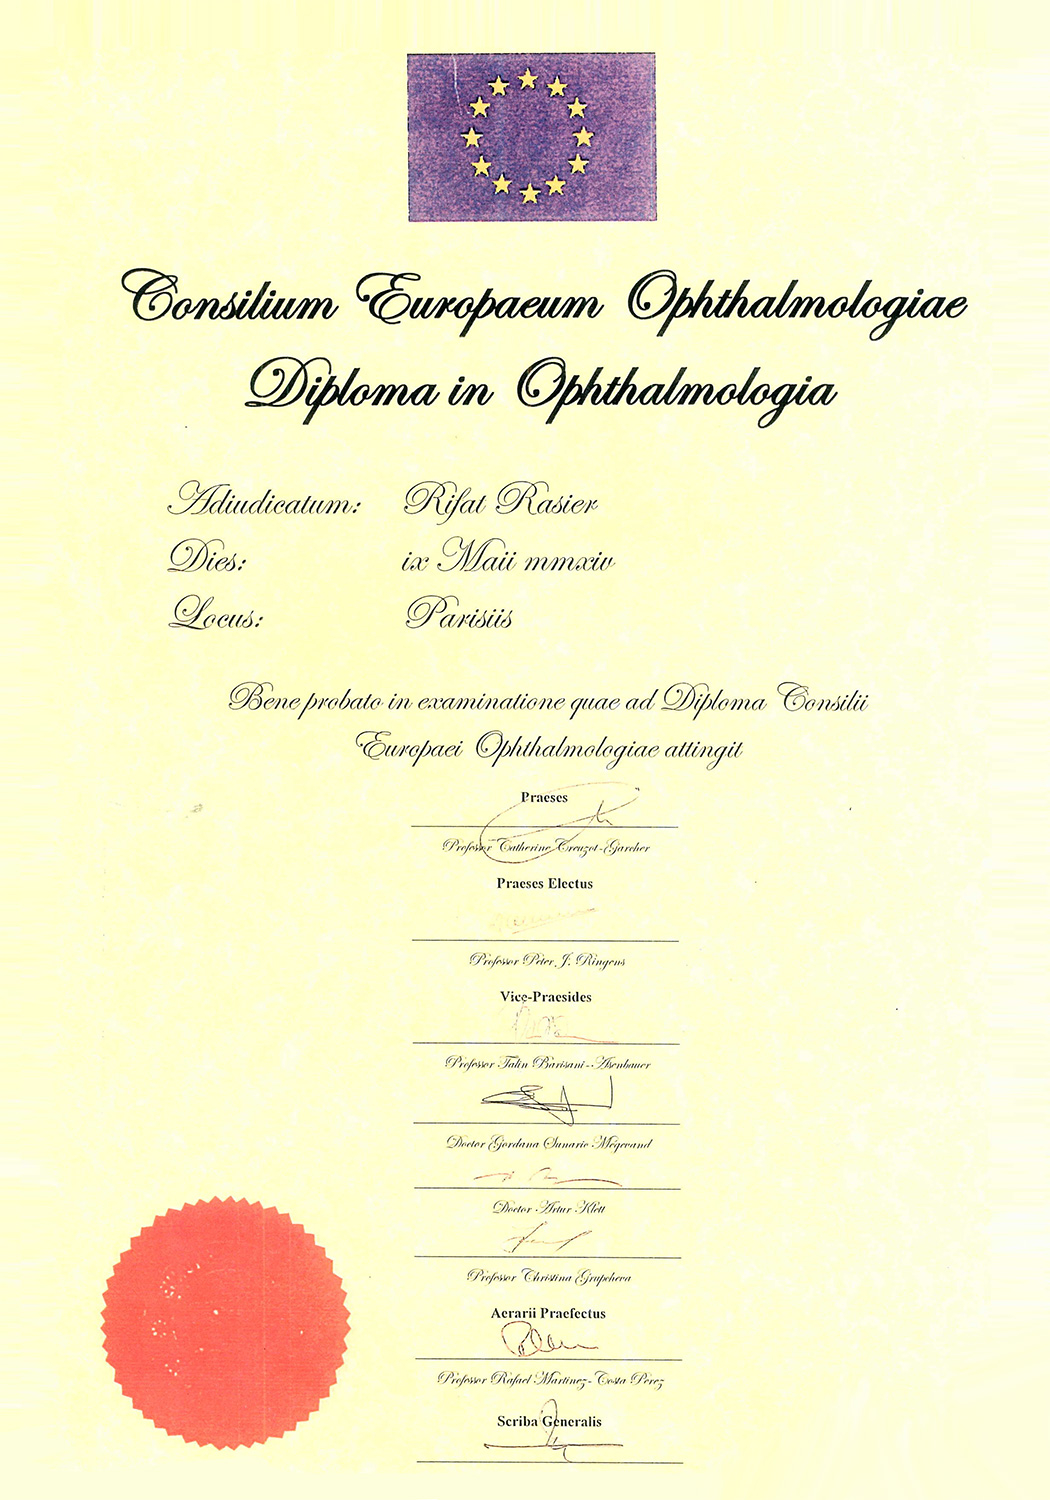 Consilium Europaeum Ophthalmologiae
Diploma in Ophthalmologia
Adiudicatum: Rifat Rasier
Dies: ix Maii mmxiv
Locus: Parisiis
Bene probato in examinatione quae ad Diploma Consilii
Europaei Ophthalmologiae attingit
Praeses
Professor Catherine Creuzot-Garcher
Praeses Electus
Professor Peter J. Ringens
Vice-Praesides
Professor Talin Barisani-Asenbauer
Doctor Gordana Sunaric Mégevand
Doctor Artur Klett
Professor Christina Grupcheva
Aerarii Praefectus
Professor Rafael Martinez-Costa Pérez
Scriba Generalis